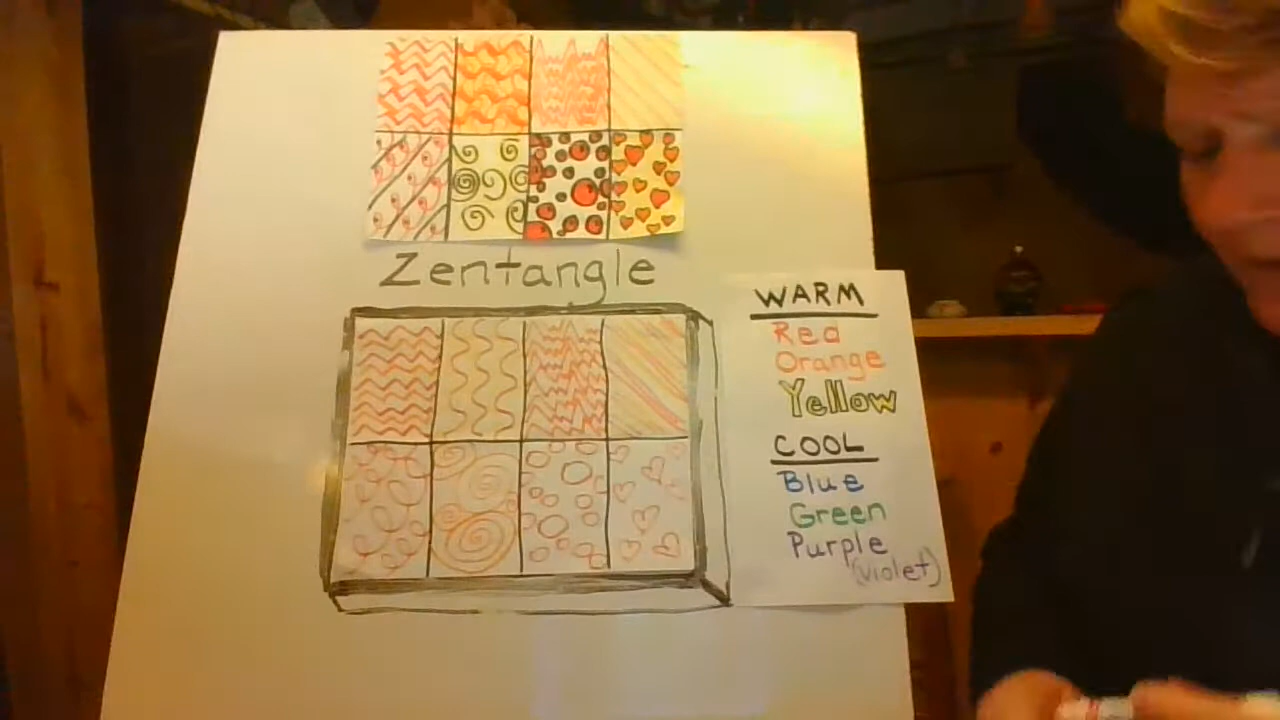 Zentangle
WARM
Red
Orange
Yellow
COOL
Blue
Green
Purple
(violet)